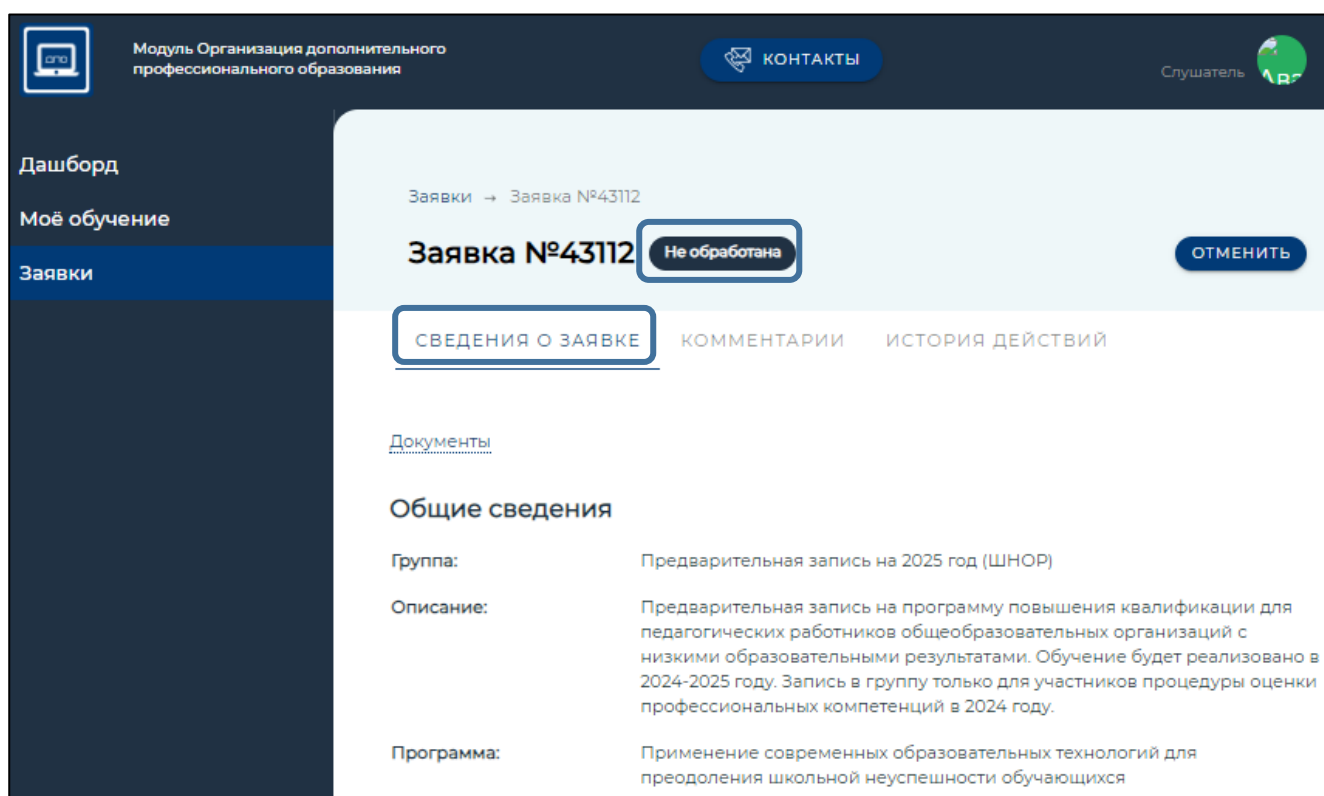 дпо
Модуль Организация дополнительного
профессионального образования
КОНТАКТЫ
Слушатель
Дашборд
Моё обучение
Заявки
Заявки → Заявка №43112
Заявка №43112 Не обработана
ОТМЕНИТЬ
СВЕДЕНИЯ О ЗАЯВКЕ КОММЕНТАРИИ ИСТОРИЯ ДЕЙСТВИЙ
Документы
Общие сведения
Группа: Предварительная запись на 2025 год (ШНОР)
Описание: Предварительная запись на программу повышения квалификации для
педагогических работников общеобразовательных организаций с
низкими образовательными результатами. Обучение будет реализовано в
2024-2025 году. Запись в группу только для участников процедуры оценки
профессиональных компетенций в 2024 году.
Программа: Применение современных образовательных технологий для
преодоления школьной неуспешности обучающихся